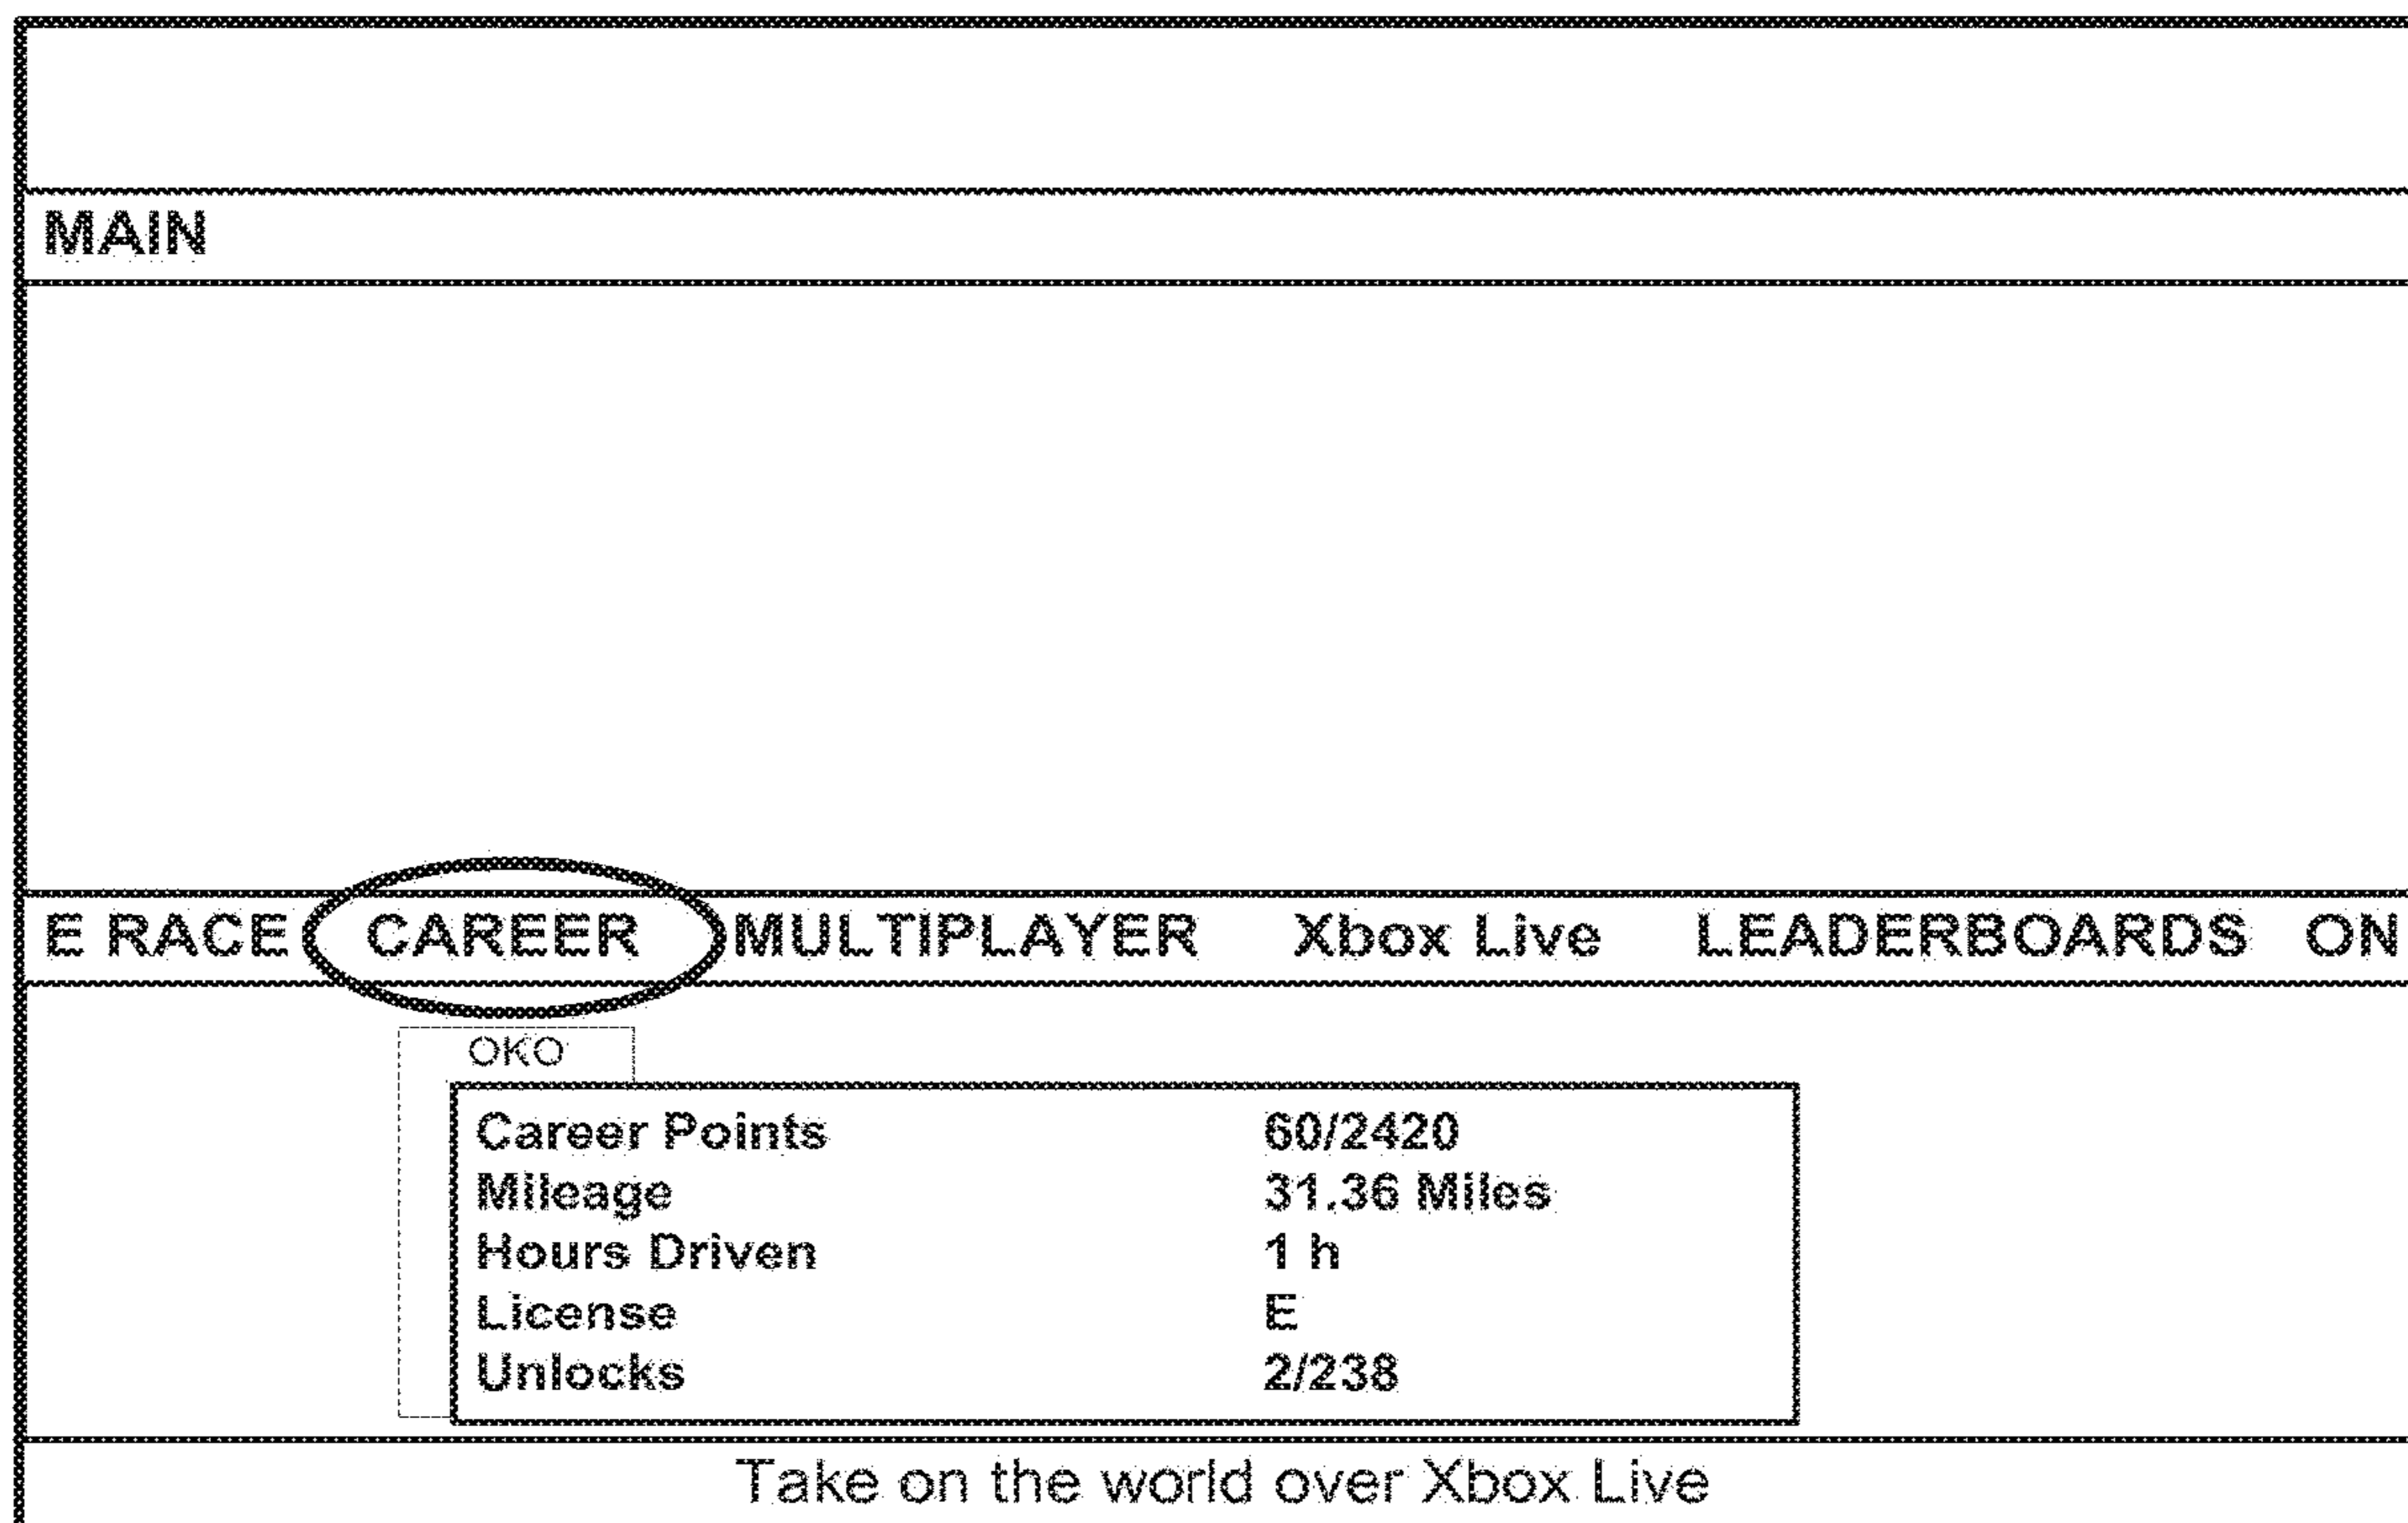 MAIN
E RACE CAREER MULTIPLAYER Xbox Live LEADERBOARDS ON
OKO
Career Points 60/2420
Mileage 31.36 Miles
Hours Driven 1 h
License E
Unlocks 2/238
Take on the world over Xbox Live